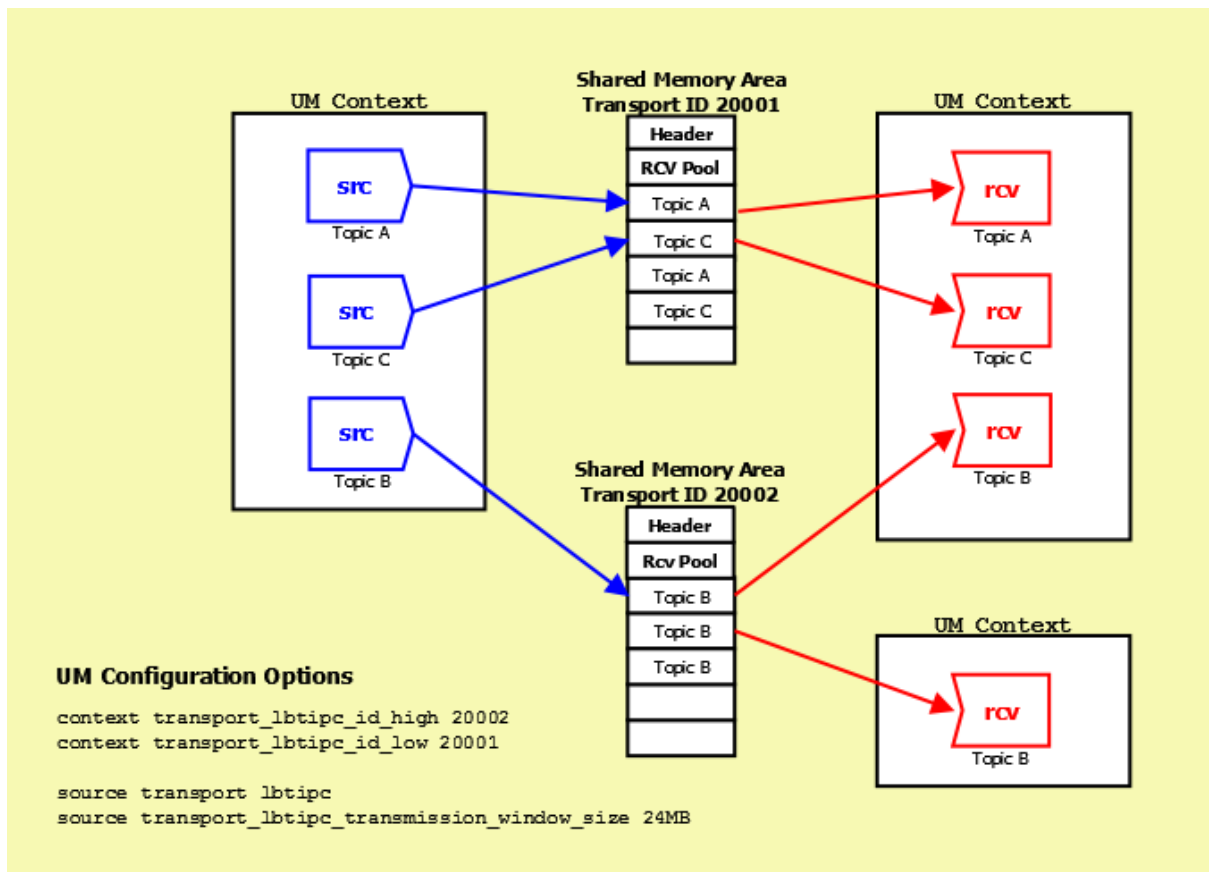 Shared Memory Area
Transport ID 20001
UM Context
UM Context
Header
RCV Pool
Topic A
Topic C
Topic A
Topic C
src
Topic A
src
Topic C
src
Topic B
rcv
Topic A
rcv
Topic C
rcv
Topic B
Shared Memory Area
Transport ID 20002
Header
Rcv Pool
Topic B
Topic B
Topic B
UM Context
rcv
Topic B
UM Configuration Options
context transport_lbtipc_id_high 20002
context transport_lbtipc_id_low 20001
source transport lbtipc
source transport_lbtipc_transmission_window_size 24MB